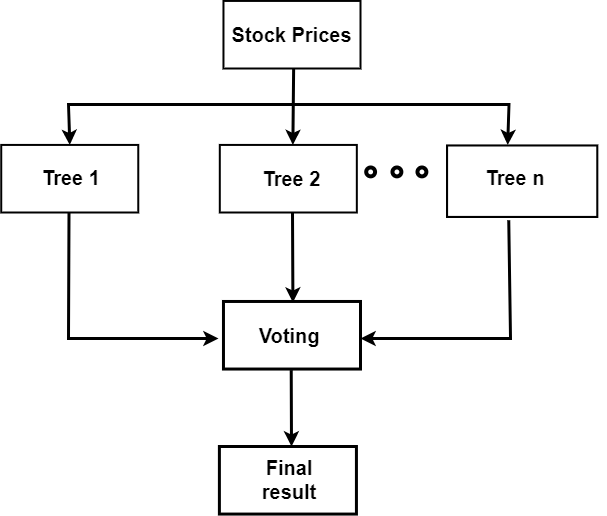 Stock Prices
Tree 1
Tree 2
Tree n
Voting
Final
result